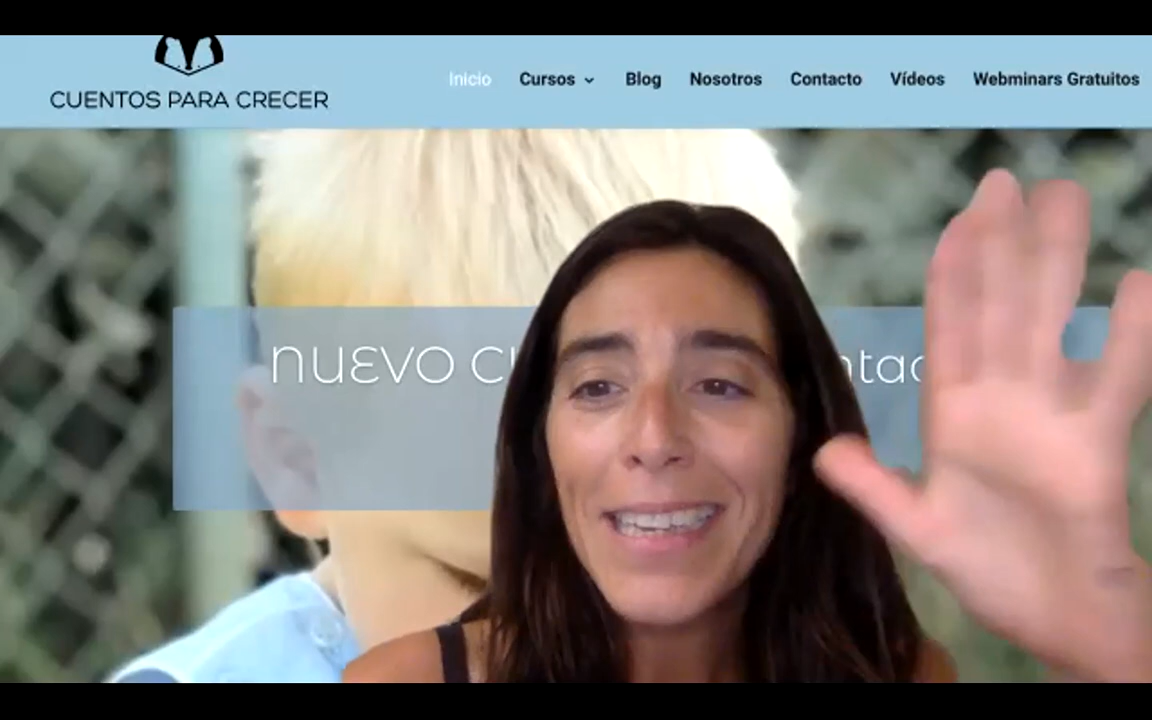 CUENTOS PARA CRECER
Inicio Cursos Blog Nosotros Contacto Vídeos Webminars Gratuitos
NUEVO